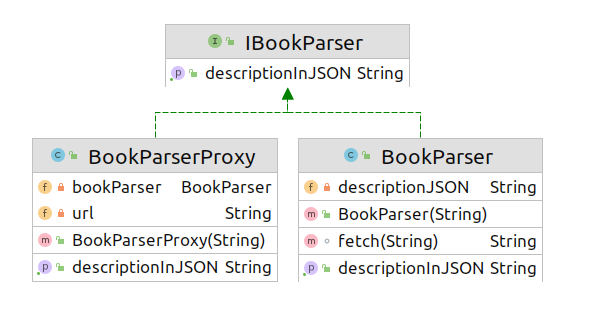 I IBookParser
p descriptionInJSON String
C BookParserProxy
f bookParser BookParser
f url String
m BookParserProxy(String)
p descriptionInJSON String
C BookParser
f descriptionJSON String
m BookParser(String)
m fetch(String) String
p descriptionInJSON String